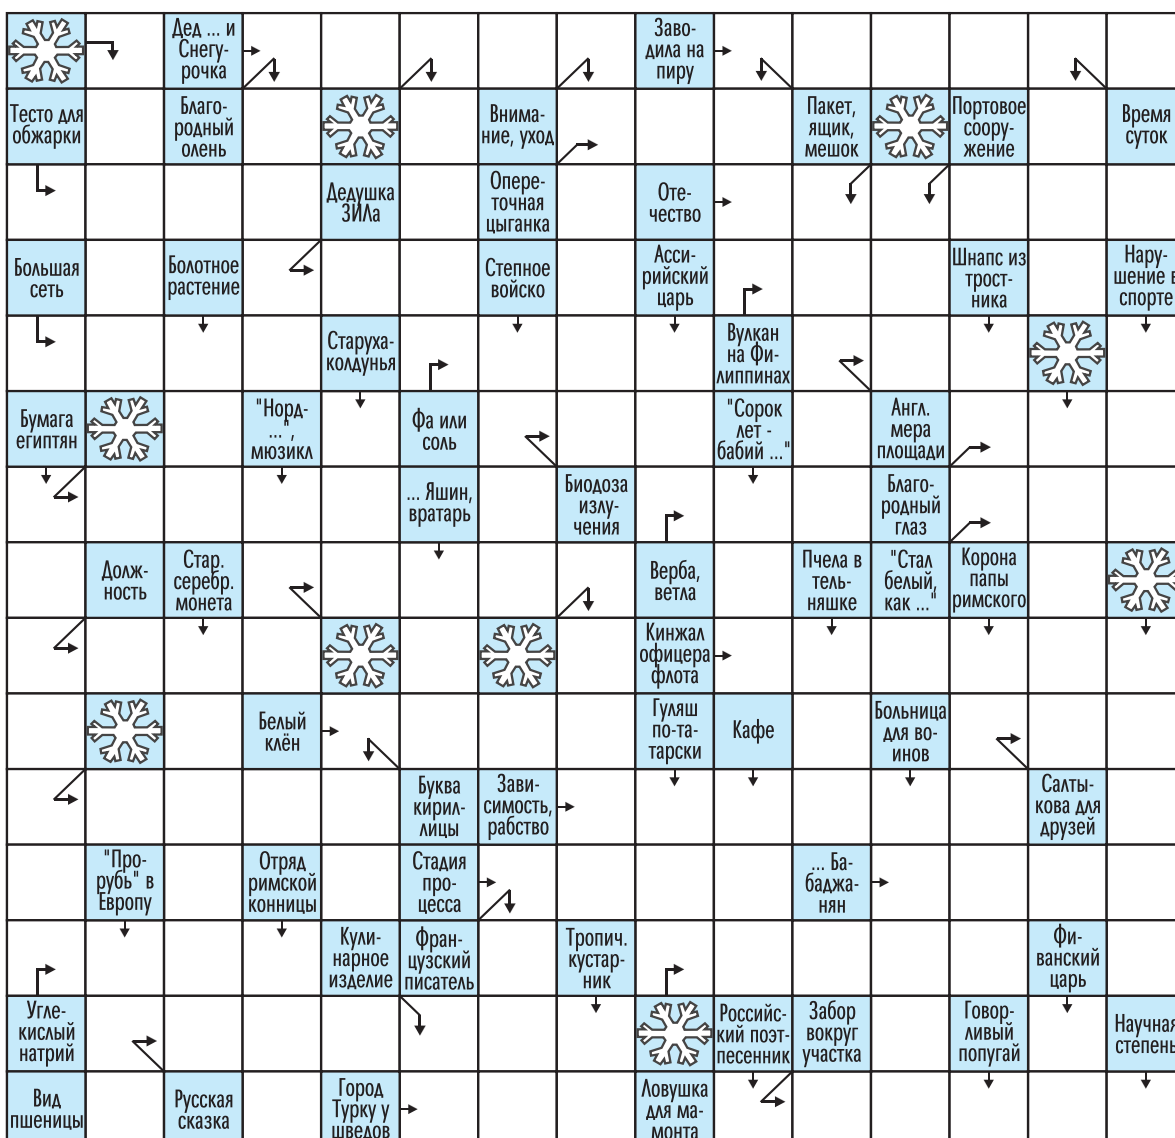 Дед ... и
Снегу-
рочка
Заво-
дила на
пиру
Тесто для
обжарки
Благо-
родный
олень
Внима-
ние, уход
Пакет,
ящик,
мешок
Портовое
соору-
жение
Время
суток
Дедушка
ЗИЛа
Опере-
точная
цыганка
Оте-
чество
Большая
сеть
Болотное
растение
Степное
войско
Асси-
рийский
царь
Шнапс из
трост-
ника
Нару-
шение в
спорте
Старуха-
колдунья
Вулкан
на Фи-
липпинах
Бумага
египтян
"Норд-
...",
мюзикл
Фа или
соль
"Сорок
лет -
бабий ..."
Англ.
мера
площади
... Яшин,
вратарь
Биодоза
излу-
чения
Благо-
родный
глаз
Долж-
ность
Стар.
серебр.
монета
Верба,
ветла
Пчела в
тель-
няшке
"Стал
белый,
как ..."
Корона
папы
римского
Кинжал
офицера
флота
Белый
клён
Гуляш
по-та-
тарски
Кафе
Больница
для во-
инов
Буква
кирил-
лицы
Зави-
симость,
рабство
Салты-
кова для
друзей
"Про-
рубь" в
Европу
Отряд
римской
конницы
Стадия
про-
цесса
... Ба-
баджа-
нян
Кули-
нарное
изделие
Фран-
цузский
писатель
Тропич.
кустар-
ник
Фи-
ванский
царь
Угле-
кислый
натрий
Российс-
кий поэт-
песенник
Забор
вокруг
участка
Говор-
ливый
попугай
Научная
степень
Вид
пшеницы
Русская
сказка
Город
Турку у
шведов
Ловушка
для ма-
монта